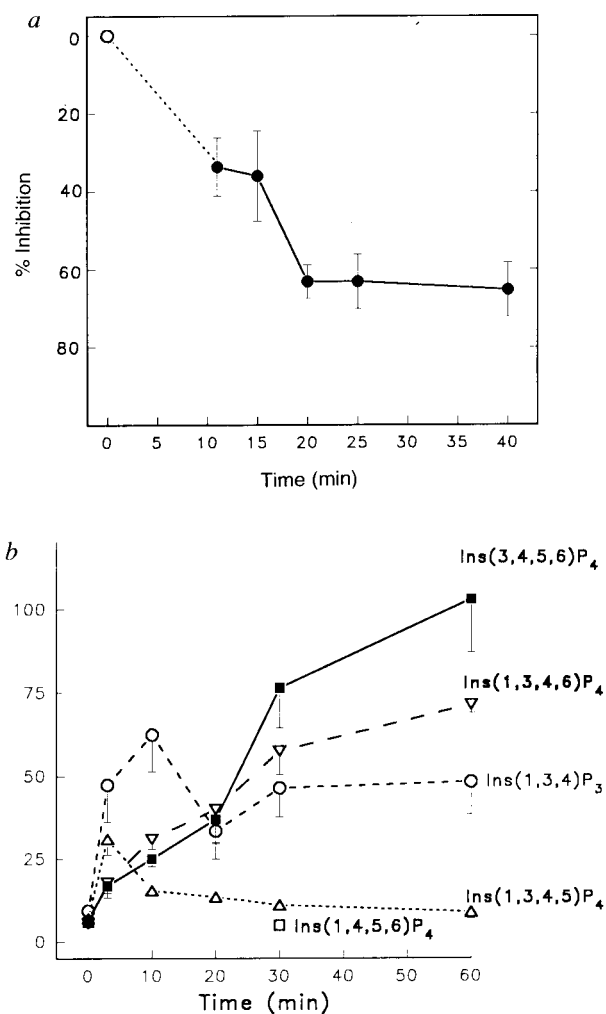 a
0
20
40
60
80
% Inhibition
0 5 10 15 20 25 30 35 40
Time (min)
b
Ins(3,4,5,6)P4
100
Ins(1,3,4,6)P4
75
50
Ins(1,3,4)P3
25
Ins(1,3,4,5)P4
Ins(1,4,5,6)P4
0
0 10 20 30 40 50 60
Time (min)